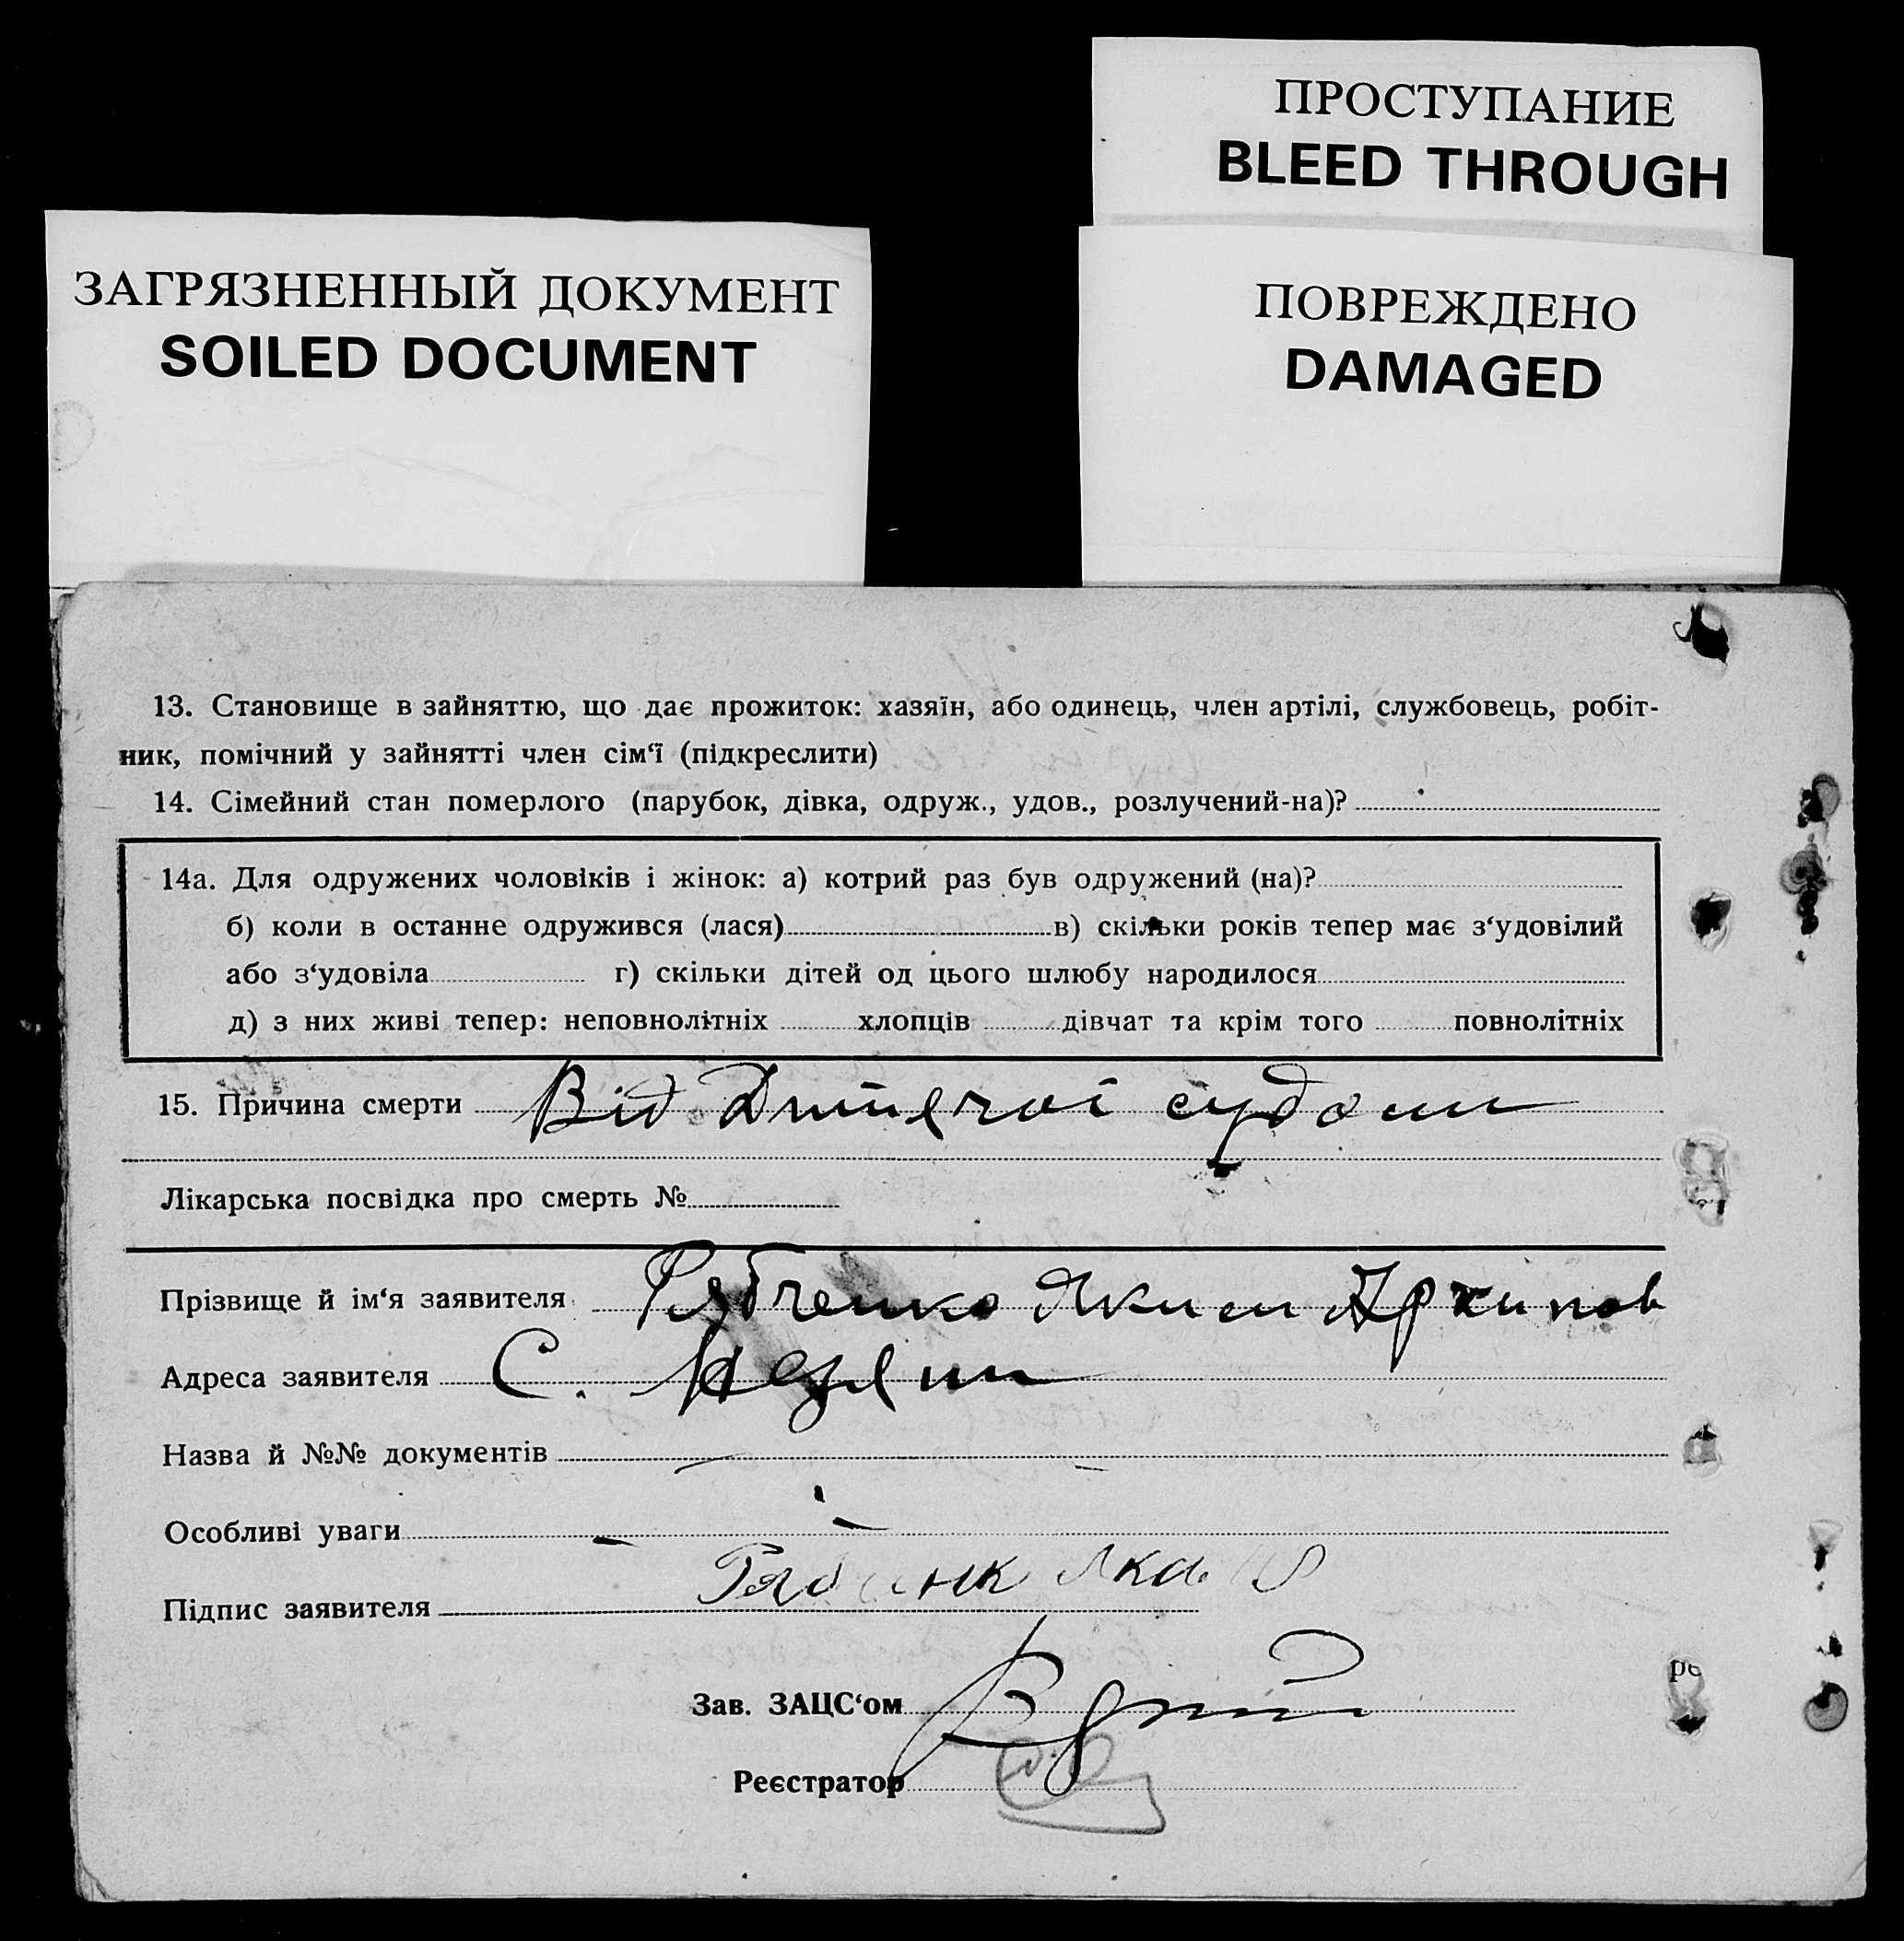 ПРОСТУПАНИЕ
BLEED THROUGH
ЗАГРЯЗНЕННЫЙ ДОКУМЕНТ
SOILED DOCUMENT
ПОВРЕЖДЕНО
DAMAGED
13. Становище в зайняттю, що дає прожиток: хазяїн, або одинець, член артілі, службовець, робіт-
ник, помічний у зайнятті член сім‘ї (підкреслити)
14. Сімейний стан померлого (парубок, дівка, одруж., удов., розлучений-на)?
14а. Для одружених чоловіків і жінок: а) котрий раз був одружений (на)?
б) коли в останне одружився (лася) в) скільки років тепер має з‘удовілий
або з‘удовіла г) скільки дітей од цього шлюбу народилося
д) з них живі тепер: неповнолітніх хлопців дівчат та крім того повнолітніх
15. Причина смерти Від Дитячої судоми
Лікарська посвідка про смерть №
Прізвище й ім‘я заявителя Рябченко Яким Архипов
Адреса заявителя С.
Назва й №№ документів —
Особливі уваги —
Підпис заявителя
Зав. ЗАЦС‘ом
Реєстратор
ре